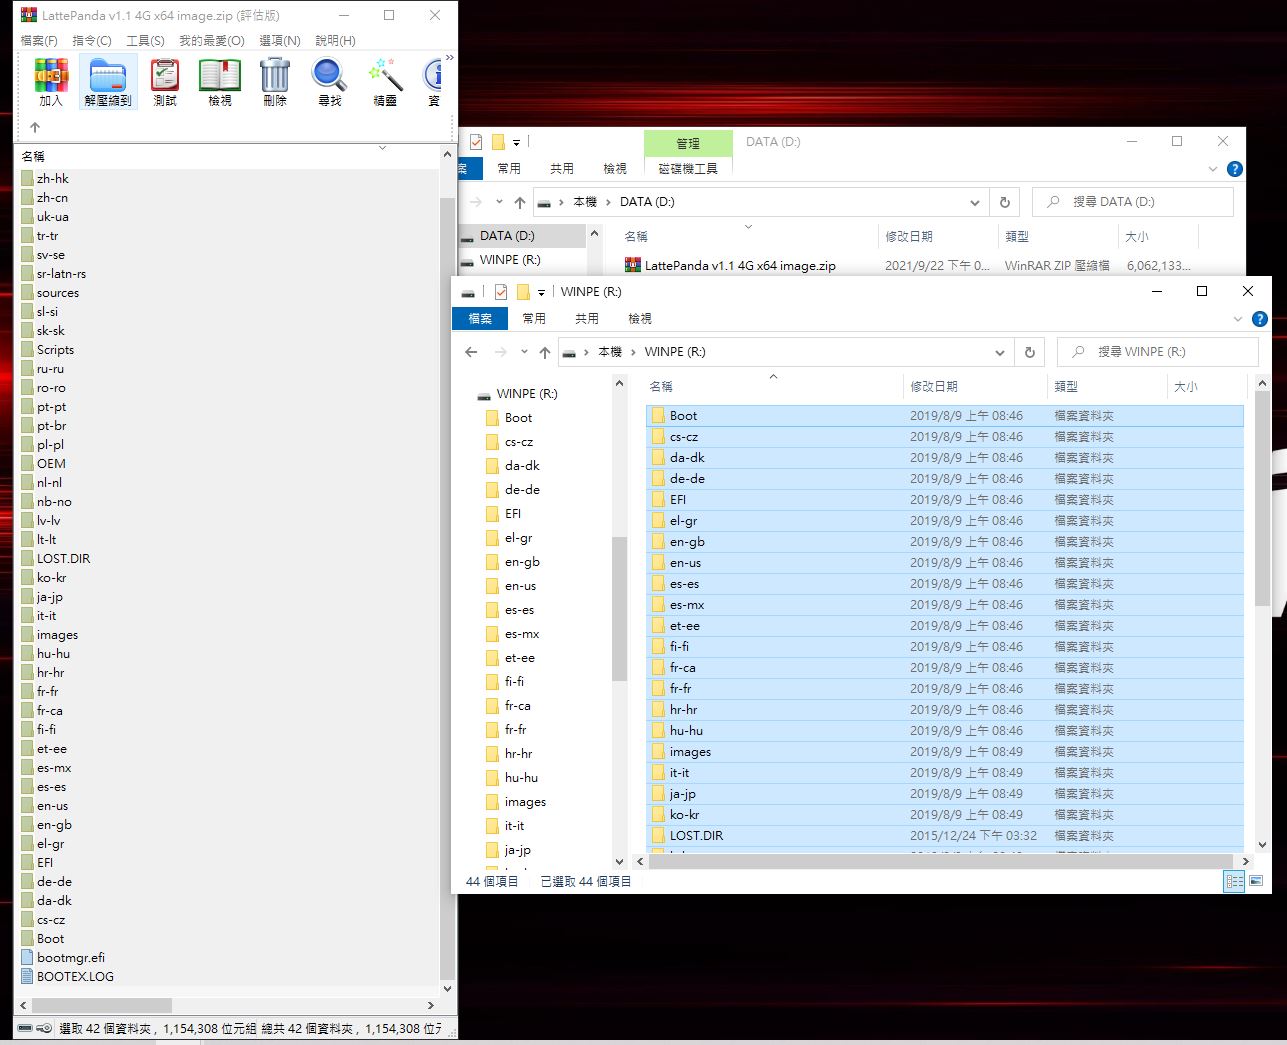 LattePanda v1.1 4G x64 image.zip (評估版)
檔案(F) 指令(C) 工具(S) 我的最愛(O) 選項(N) 說明(H)
加入 解壓縮到 測試 檢視 刪除 尋找 精靈 資
名稱
zh-hk
zh-cn
uk-ua
tr-tr
sv-se
sr-latn-rs
sources
sl-si
sk-sk
Scripts
ru-ru
ro-ro
pt-pt
pt-br
pl-pl
OEM
nl-nl
nb-no
lv-lv
lt-lt
LOST.DIR
ko-kr
ja-jp
it-it
images
hu-hu
hr-hr
fr-fr
fr-ca
fi-fi
et-ee
es-mx
es-es
en-us
en-gb
el-gr
EFI
de-de
da-dk
cs-cz
Boot
bootmgr.efi
BOOTEX.LOG
選取 42 個資料夾 , 1,154,308 位元組 總共 42 個資料夾 , 1,154,308 位元
管理 DATA (D:)
案 常用 共用 檢視 磁碟機工具
本機 DATA (D:) 搜尋 DATA (D:)
DATA (D:)
WINPE (R:)
名稱 修改日期 類型 大小
LattePanda v1.1 4G x64 image.zip 2021/9/22 下午 0... WinRAR ZIP 壓縮檔 6,062,133...
WINPE (R:)
檔案 常用 共用 檢視
本機 WINPE (R:) 搜尋 WINPE (R:)
WINPE (R:)
Boot
cs-cz
da-dk
de-de
EFI
el-gr
en-gb
en-us
es-es
es-mx
et-ee
fi-fi
fr-ca
fr-fr
hr-hr
hu-hu
images
it-it
ja-jp
名稱 修改日期 類型 大小
Boot 2019/8/9 上午 08:46 檔案資料夾
cs-cz 2019/8/9 上午 08:46 檔案資料夾
da-dk 2019/8/9 上午 08:46 檔案資料夾
de-de 2019/8/9 上午 08:46 檔案資料夾
EFI 2019/8/9 上午 08:46 檔案資料夾
el-gr 2019/8/9 上午 08:46 檔案資料夾
en-gb 2019/8/9 上午 08:46 檔案資料夾
en-us 2019/8/9 上午 08:46 檔案資料夾
es-es 2019/8/9 上午 08:46 檔案資料夾
es-mx 2019/8/9 上午 08:46 檔案資料夾
et-ee 2019/8/9 上午 08:46 檔案資料夾
fi-fi 2019/8/9 上午 08:46 檔案資料夾
fr-ca 2019/8/9 上午 08:46 檔案資料夾
fr-fr 2019/8/9 上午 08:46 檔案資料夾
hr-hr 2019/8/9 上午 08:46 檔案資料夾
hu-hu 2019/8/9 上午 08:46 檔案資料夾
images 2019/8/9 上午 08:49 檔案資料夾
it-it 2019/8/9 上午 08:49 檔案資料夾
ja-jp 2019/8/9 上午 08:49 檔案資料夾
ko-kr 2019/8/9 上午 08:49 檔案資料夾
LOST.DIR 2015/12/24 下午 03:32 檔案資料夾
44 個項目 已選取 44 個項目